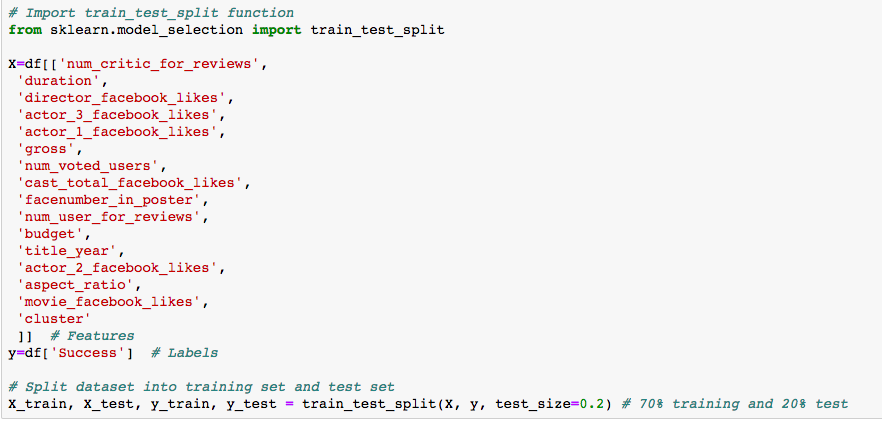 # Import train_test_split function
from sklearn.model_selection import train_test_split
X=df[['num_critic_for_reviews',
'duration',
'director_facebook_likes',
'actor_3_facebook_likes',
'actor_1_facebook_likes',
'gross',
'num_voted_users',
'cast_total_facebook_likes',
'facenumber_in_poster',
'num_user_for_reviews',
'budget',
'title_year',
'actor_2_facebook_likes',
'aspect_ratio',
'movie_facebook_likes',
'cluster'
]] # Features
y=df['Success'] # Labels
# Split dataset into training set and test set
X_train, X_test, y_train, y_test = train_test_split(X, y, test_size=0.2) # 70% training and 20% test